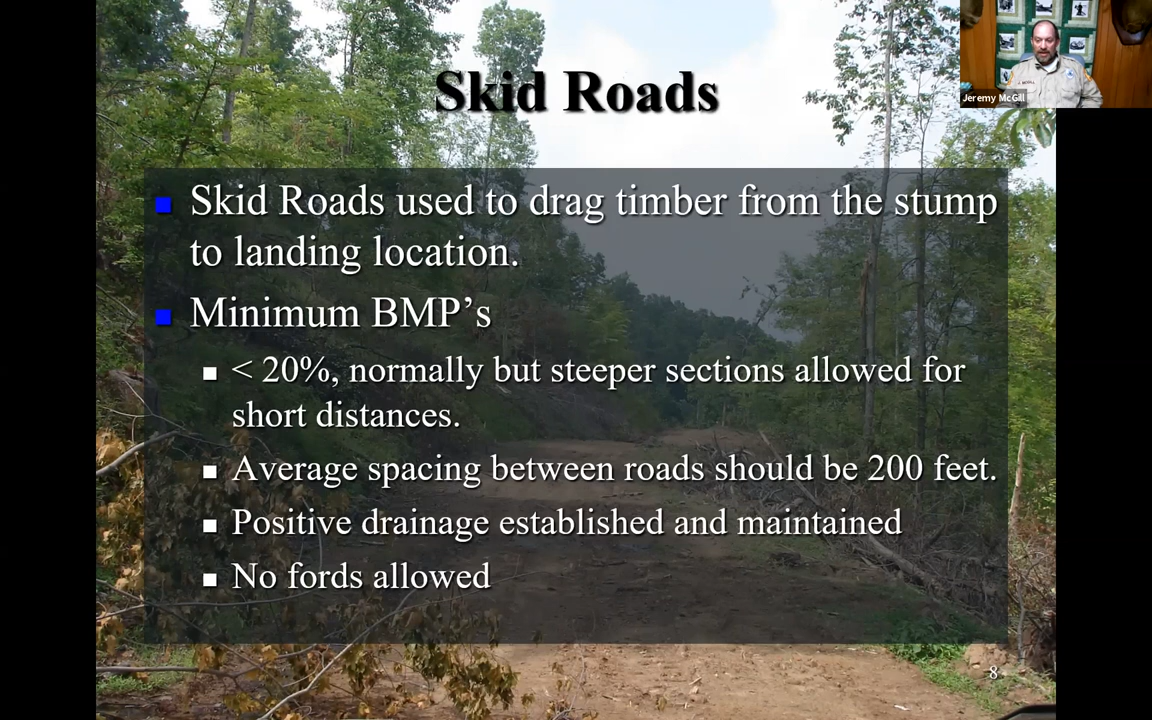 Skid Roads
Jeremy McGill
Skid Roads used to drag timber from the stump
to landing location.
Minimum BMP’s
< 20%, normally but steeper sections allowed for
short distances.
Average spacing between roads should be 200 feet.
Positive drainage established and maintained
No fords allowed
8